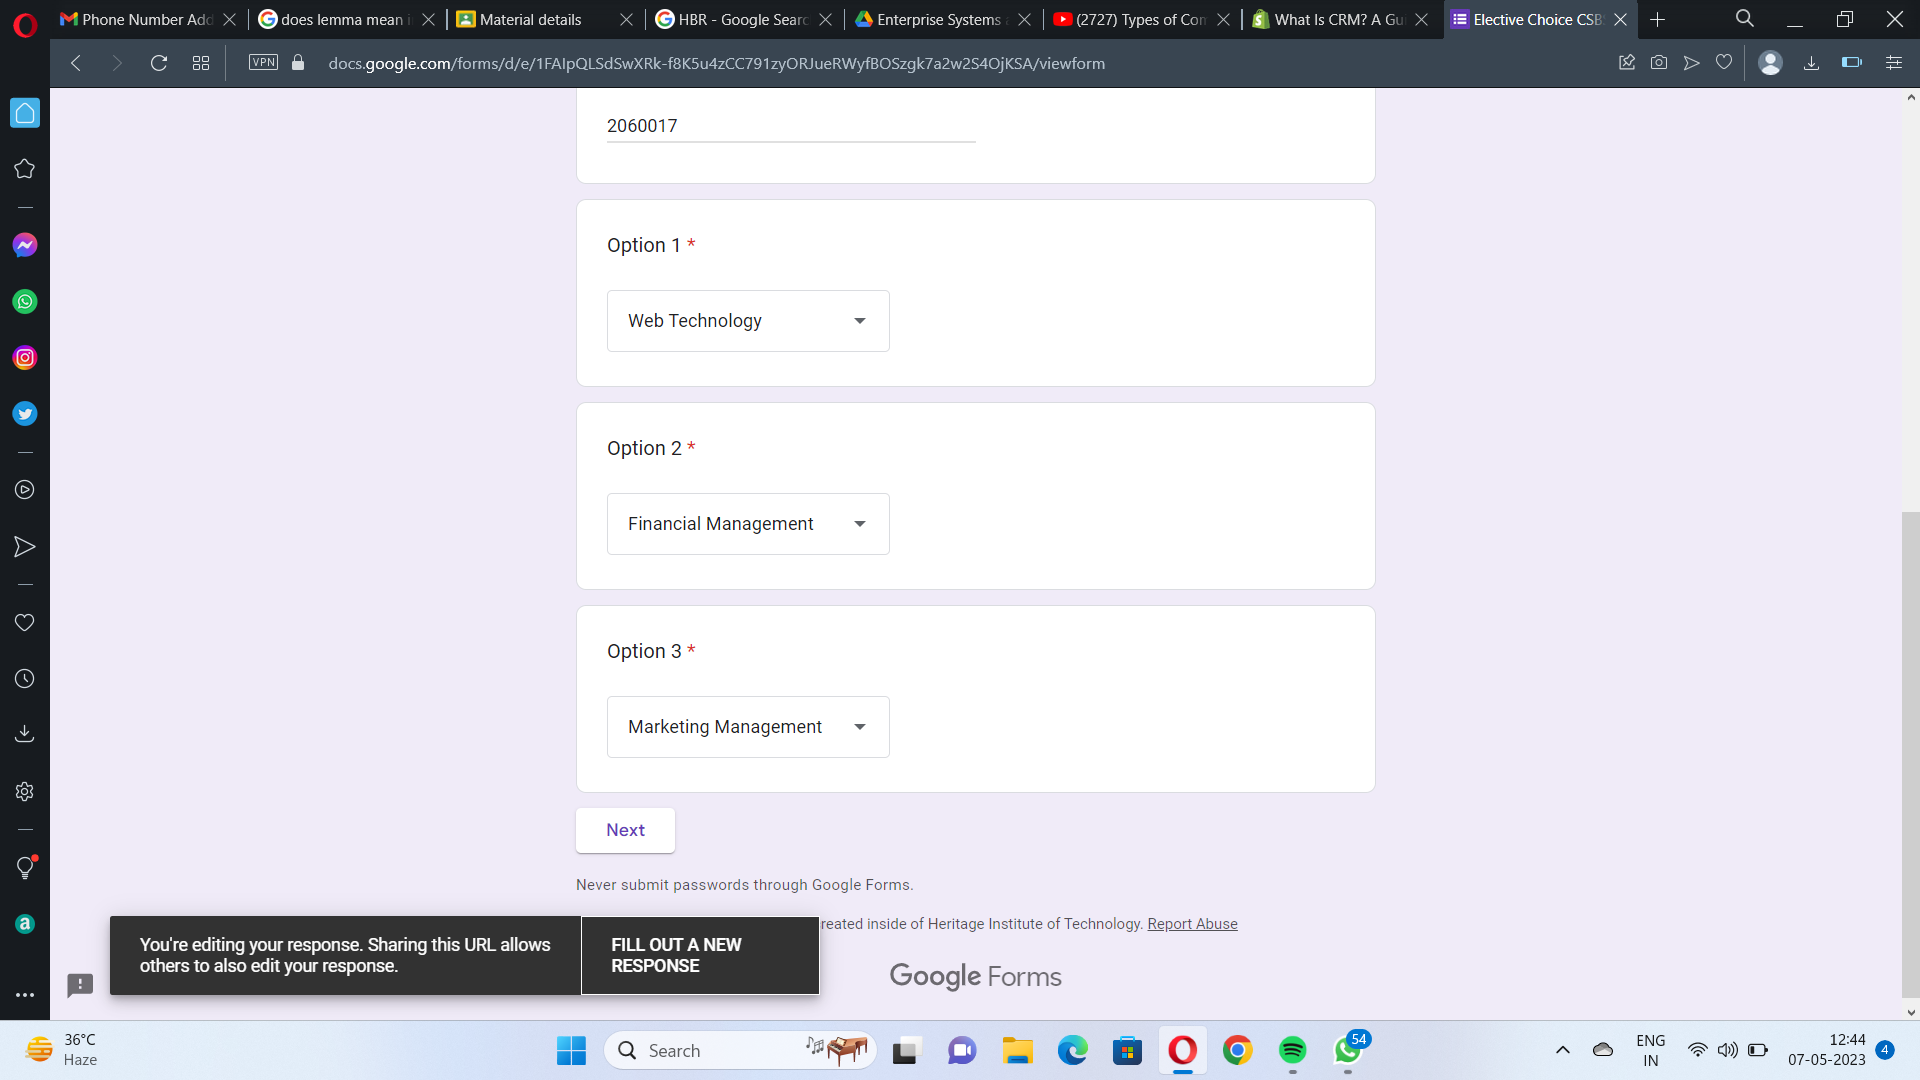 Phone Number Add
does lemma mean i
Material details
HBR - Google Searc
Enterprise Systems a
(2727) Types of Com
What Is CRM? A Gu
Elective Choice CSB
VPN
docs.google.com/forms/d/e/1FAIpQLSdSwXRk-f8K5u4zCC791zyORJueRWyfBOSzgk7a2w2S4OjKSA/viewform
2060017
Option 1 *
Web Technology
Option 2 *
Financial Management
Option 3 *
Marketing Management
Next
Never submit passwords through Google Forms.
reated inside of Heritage Institute of Technology. Report Abuse
You're editing your response. Sharing this URL allows
others to also edit your response.
FILL OUT A NEW
RESPONSE
Google Forms
36°C
Haze
Search
54
ENG
IN
12:44
07-05-2023
4